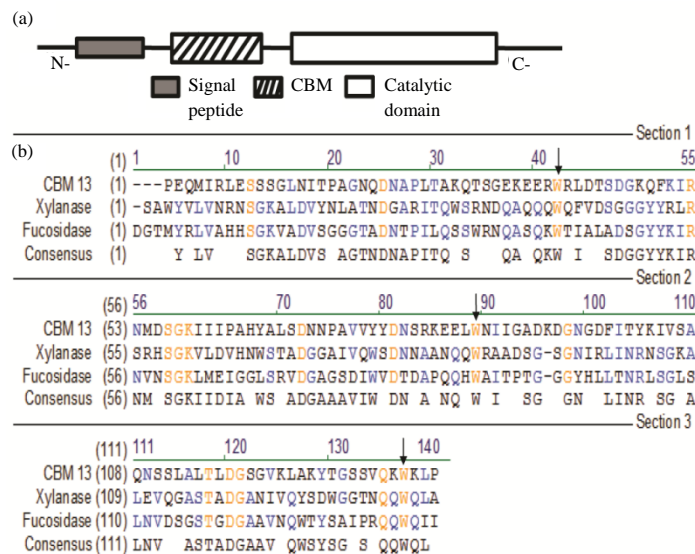 (a)
N-
C-
Signal peptide
CBM
Catalytic domain
Section 1
(b)
(1) 1 10 20 30 40 55
CBM 13 (1) ---PEQMIRLESSSGLNITPAGNQDNAPLTAKQTSGEKEERWRLDTSDGKQFKIR
Xylanase (1) -SAWYVLVNRNSGKALDVYNLATNDGARITQWSRNDQAQQQWQFVDSGGGYYRLR
Fucosidase (1) DGTMYRLVAHHSGKVADVSGGGTADNTPILQSSWRNQASQKWTIALADSGYYKIR
Consensus (1) Y LV SGKALDVS AGTNDNAPITQ S QA QKW I SDGGYYKIR
Section 2
(56) 56 70 80 90 100 110
CBM 13 (53) NMDSGKIIIPAHYALSDNNPAVVYYDNSRKEELWNIIGADKDGNGDFITYKIVSA
Xylanase (55) SRHSGKVLDVHNWSTADGGAIVQWSDNNAANQQWRAADSG-SGNIRLINRNSGKA
Fucosidase (56) NVNSGKLMEIGGLSRVDGAGSDIWVDTDAPQQHWAITPTG-GGYHLLTNRLSGLS
Consensus (56) NM SGKIIDIA WS ADGAAAVIW DN A NQ W I SG GN LINR SG A
Section 3
(111) 111 120 130 140
CBM 13 (108) QNSSLALTLDGSGVKLAKYTGSSVQKWKLP
Xylanase (109) LEVQGASTADGANIVQYSDWGGTNQQWQLA
Fucosidase (110) LNVDSGSTGDGAAVNQWTYSAIPRQQWQII
Consensus (111) LNV ASTADGAAV QWSYSG S QQWQL